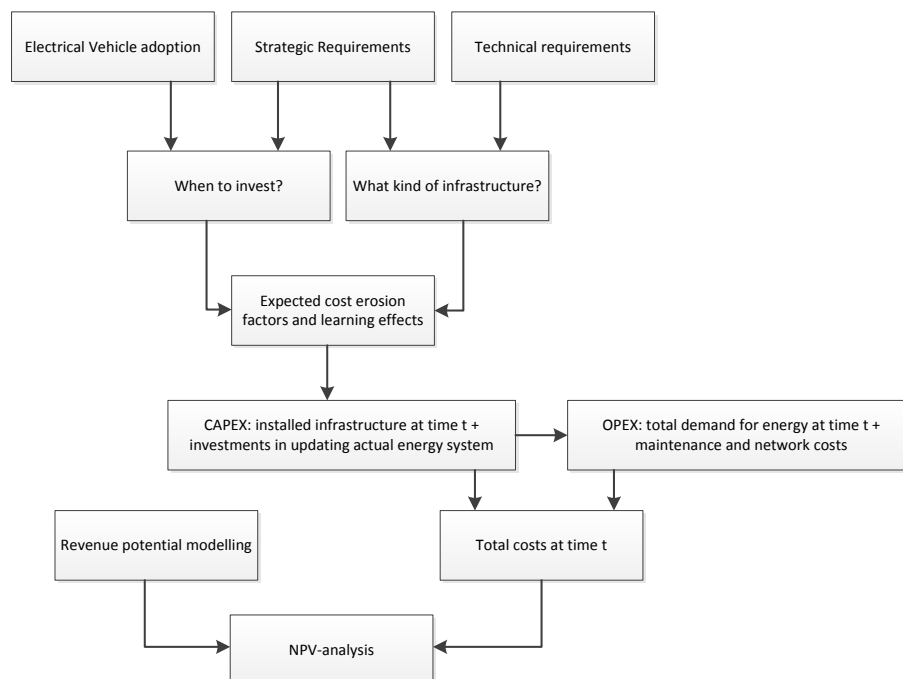 Electrical Vehicle adoption
Strategic Requirements
Technical requirements
When to invest?
What kind of infrastructure?
Expected cost erosion
factors and learning effects
CAPEX: installed infrastructure at time t +
investments in updating actual energy system
OPEX: total demand for energy at time t +
maintenance and network costs
Revenue potential modelling
Total costs at time t
NPV-analysis